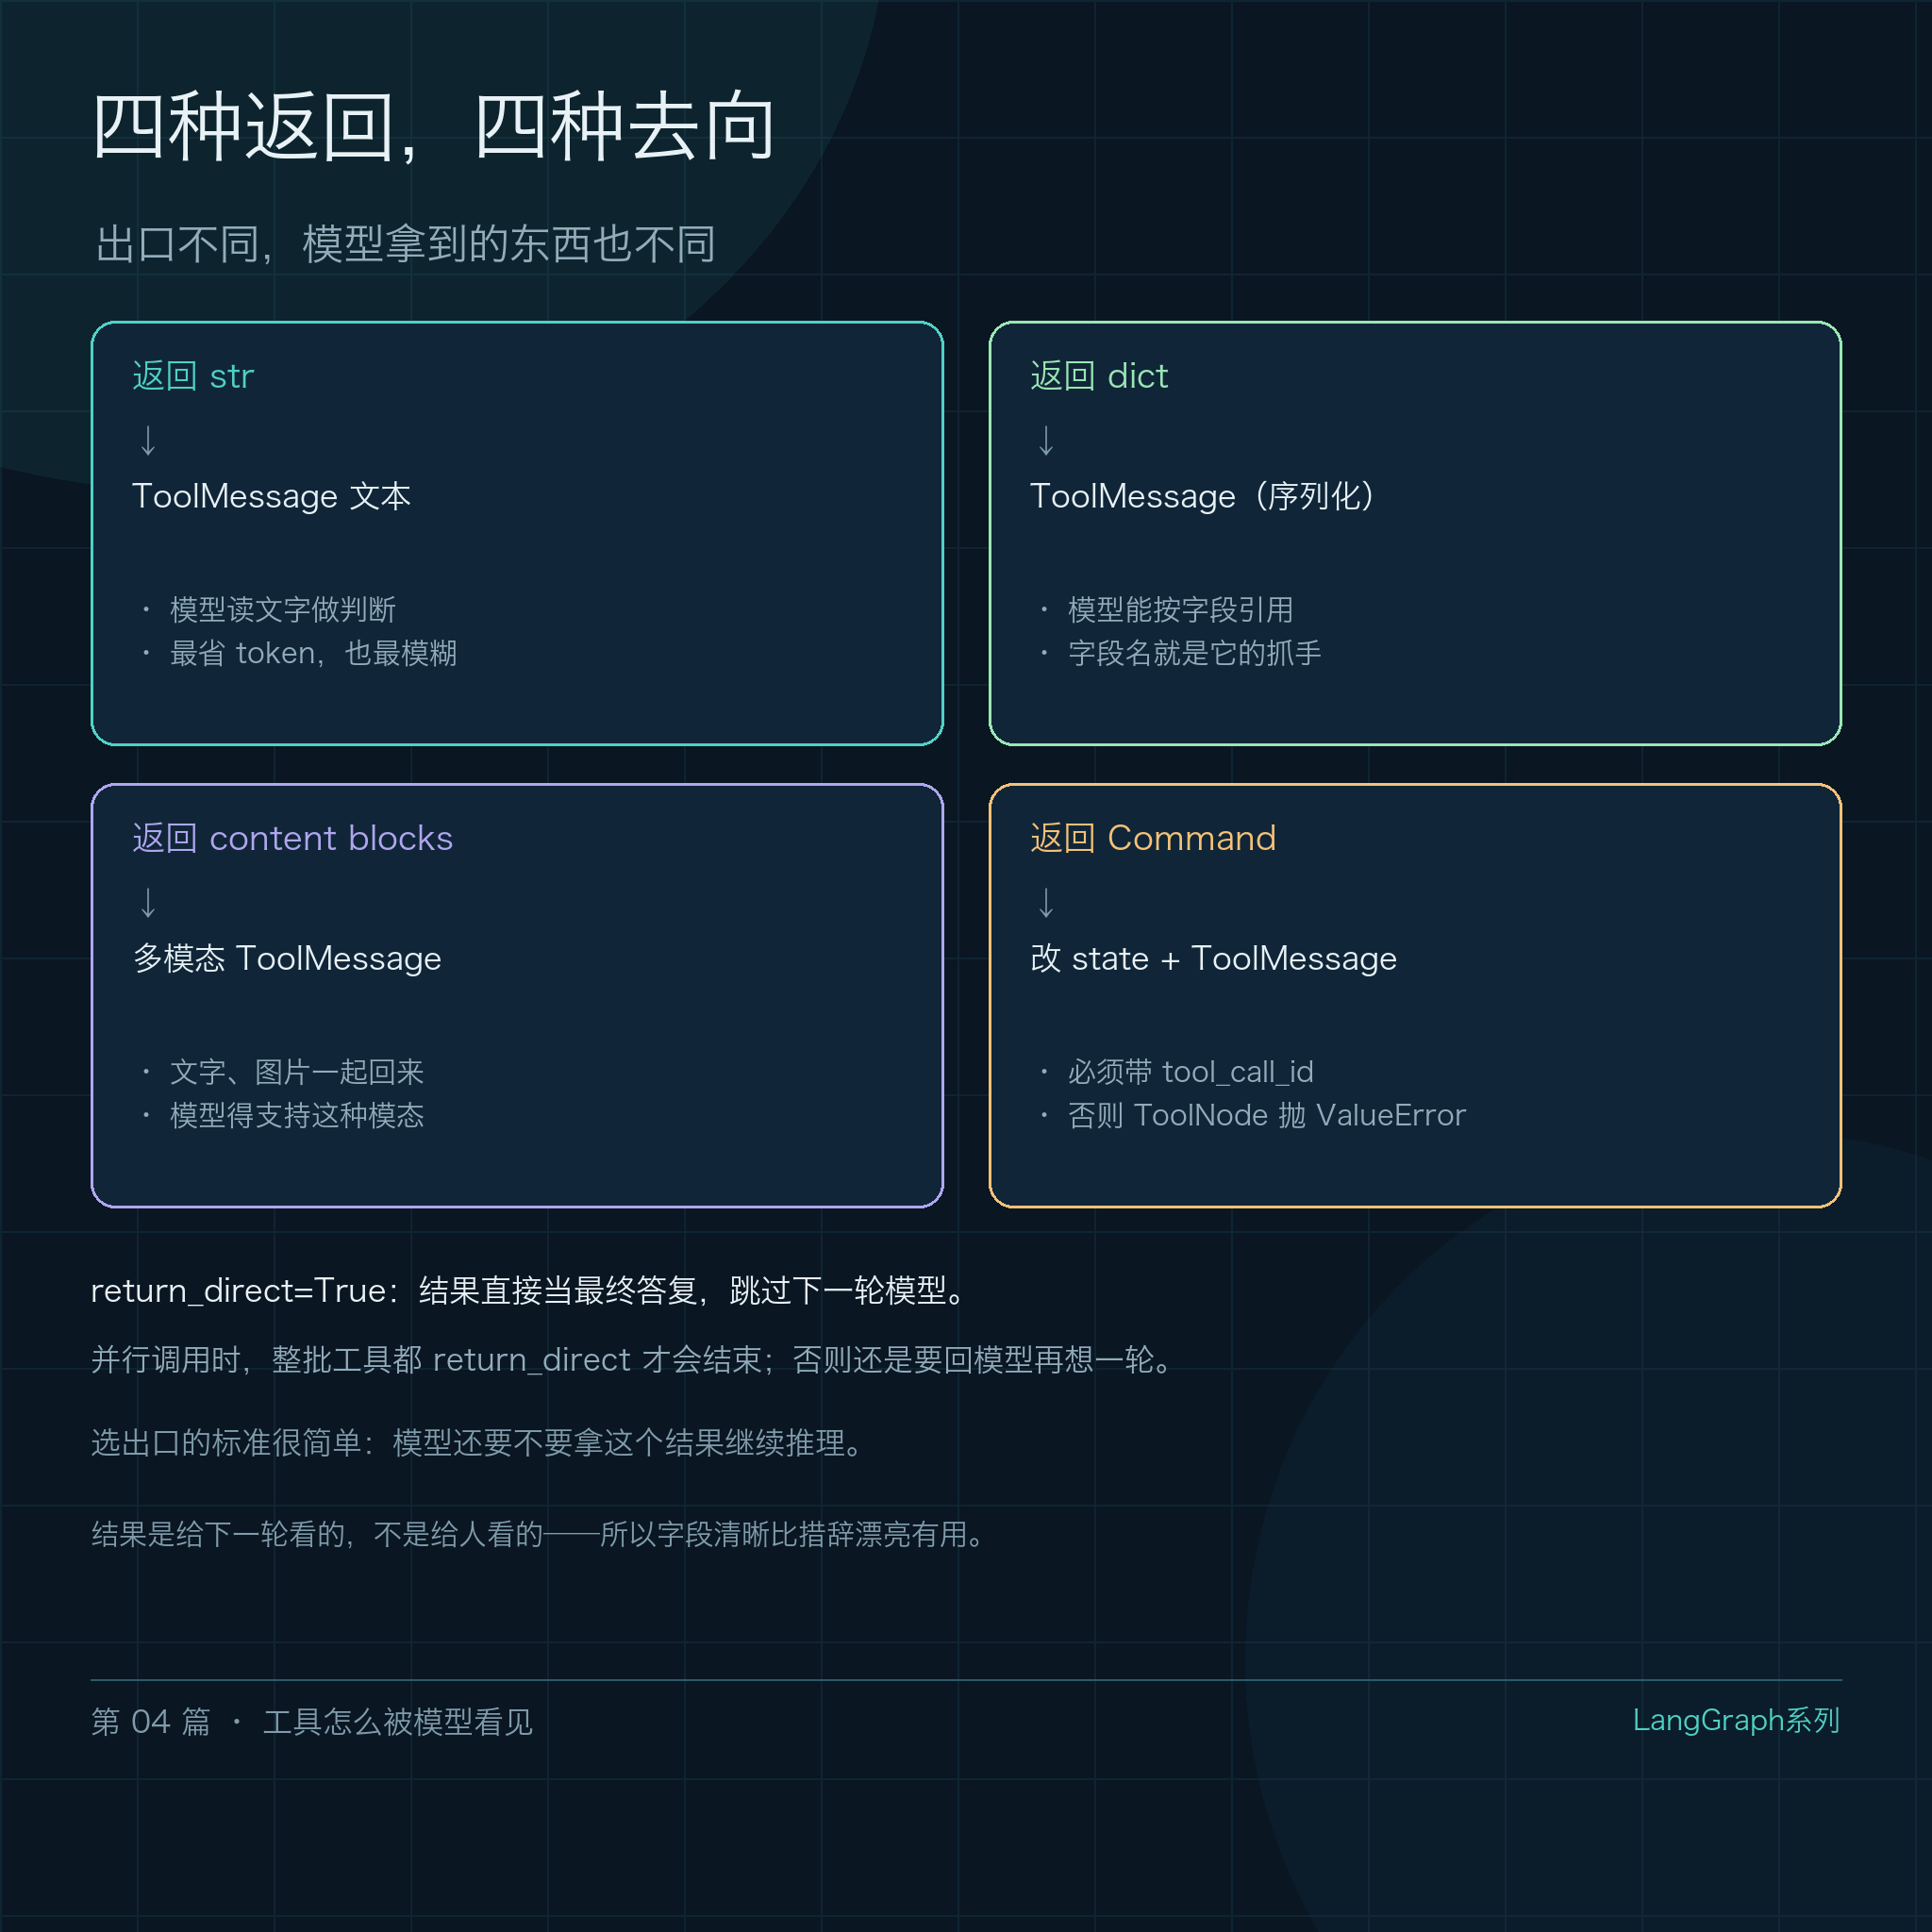 四种返回，四种去向
出口不同，模型拿到的东西也不同
返回 str
↓
ToolMessage 文本
· 模型读文字做判断
· 最省 token，也最模糊
返回 dict
↓
ToolMessage（序列化）
· 模型能按字段引用
· 字段名就是它的抓手
返回 content blocks
↓
多模态 ToolMessage
· 文字、图片一起回来
· 模型得支持这种模态
返回 Command
↓
改 state + ToolMessage
· 必须带 tool_call_id
· 否则 ToolNode 抛 ValueError
return_direct=True：结果直接当最终答复，跳过下一轮模型。
并行调用时，整批工具都 return_direct 才会结束；否则还是要回模型再想一轮。
选出口的标准很简单：模型还要不要拿这个结果继续推理。
结果是给下一轮看的，不是给人看的——所以字段清晰比措辞漂亮有用。
第 04 篇 · 工具怎么被模型看见
LangGraph系列